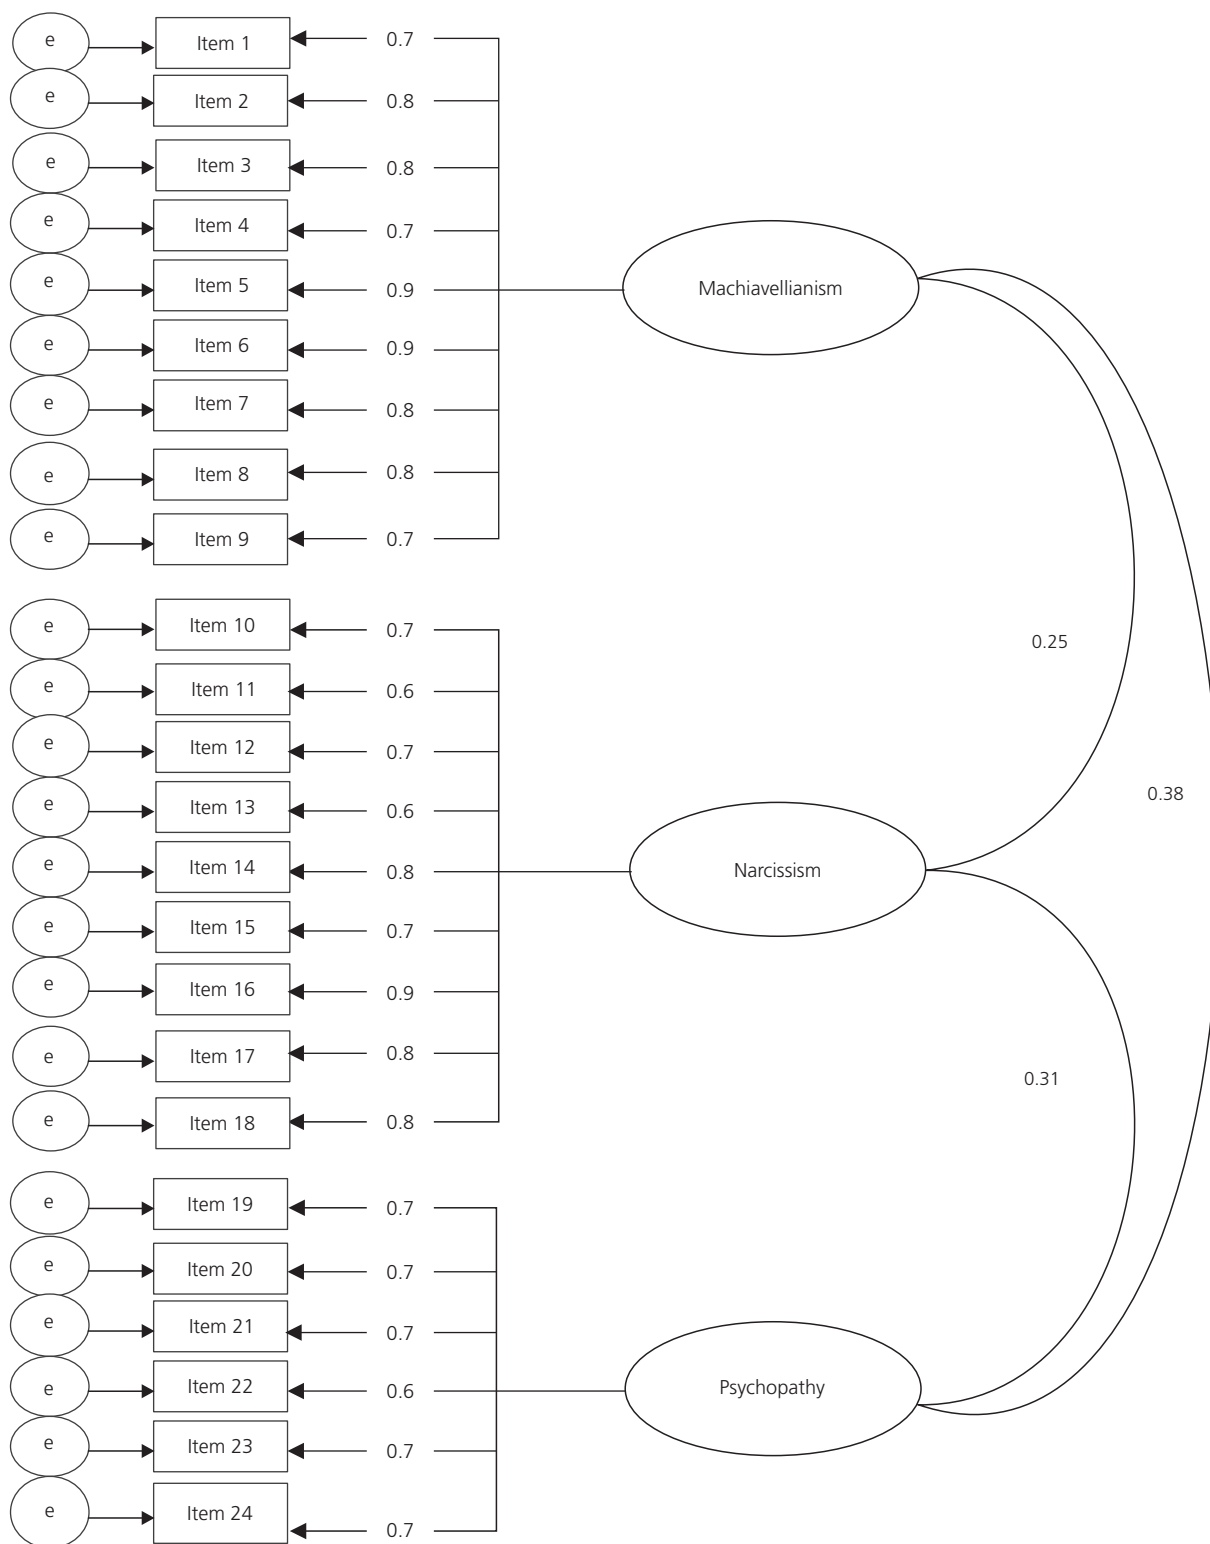 e Item 1 0.7
e Item 2 0.8
e Item 3 0.8
e Item 4 0.7
e Item 5 0.9
Machiavellianism
e Item 6 0.9
e Item 7 0.8
e Item 8 0.8
e Item 9 0.7
e Item 10 0.7
0.25
e Item 11 0.6
e Item 12 0.7
0.38
e Item 13 0.6
e Item 14 0.8
Narcissism
e Item 15 0.7
e Item 16 0.9
e Item 17 0.8
0.31
e Item 18 0.8
e Item 19 0.7
e Item 20 0.7
e Item 21 0.7
e Item 22 0.6
Psychopathy
e Item 23 0.7
e Item 24 0.7